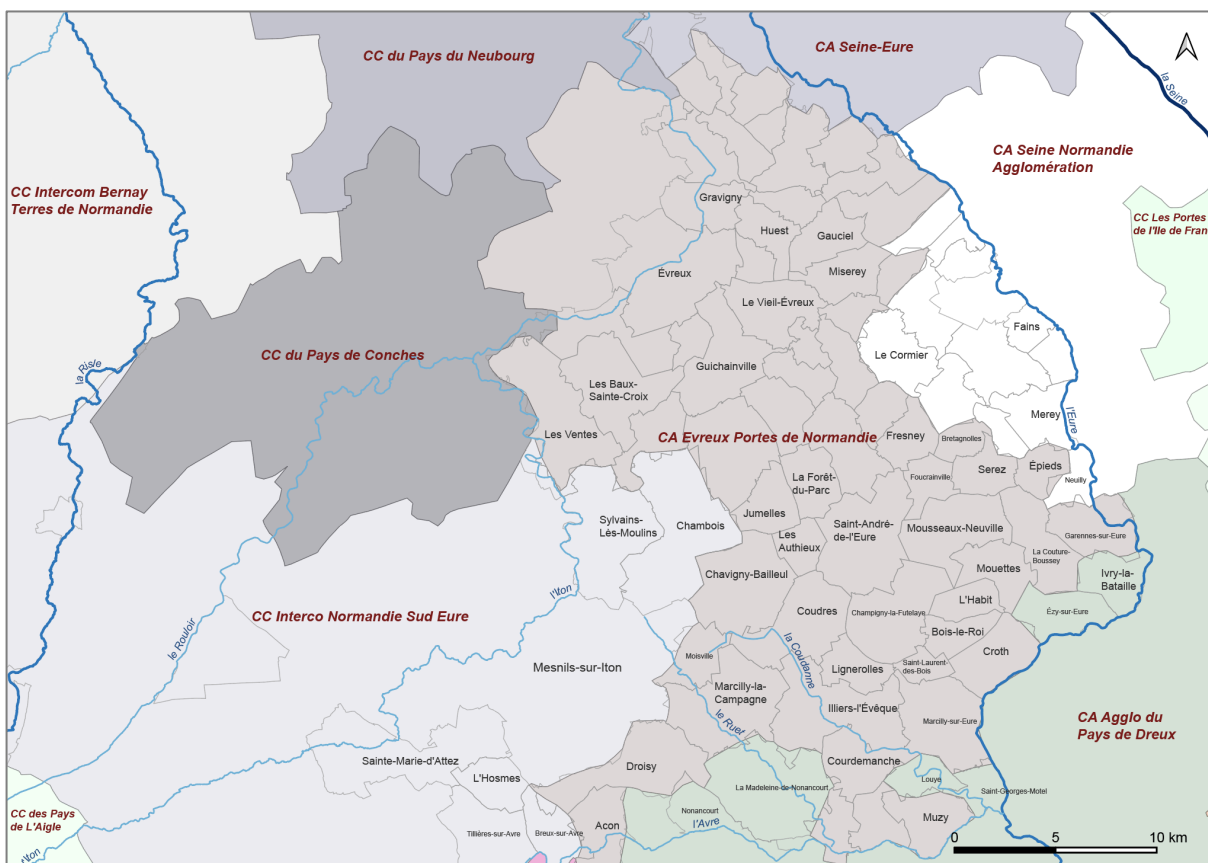 CC du Pays du Neubourg
CA Seine-Eure
la Seine
CA Seine Normandie
Agglomération
CC Intercom Bernay
Terres de Normandie
CC Les Portes
de l'Ile de Fran
Gravigny
Huest
Gauciel
Évreux
Miserey
Le Vieil-Évreux
Fains
CC du Pays de Conches
Le Cormier
la Risle
Guichainville
Les Baux-
Sainte-Croix
Merey
l'Eure
Les Ventes
CA Evreux Portes de Normandie
Fresney
Bretagnolles
Serez
Épieds
Foucrainville
Neuilly
La Forêt-
du-Parc
Jumelles
Sylvains-
Lès-Moulins
Chambois
Les
Authieux
Saint-André-
de-l'Eure
Mousseaux-Neuville
Garennes-sur-Eure
La Couture-
Boussey
Mouettes
Ivry-la-
Bataille
Chavigny-Bailleul
l'Iton
L'Habit
Coudres
Champigny-la-Futelaye
Ézy-sur-Eure
CC Interco Normandie Sud Eure
le Rouloir
Bois-le-Roi
Croth
la Coudanne
Moisville
Mesnils-sur-Iton
Lignerolles
Saint-Laurent
des-Bois
Marcilly-la-
Campagne
le Ruet
Illiers-l'Évêque
Marcilly-sur-Eure
CA Agglo du
Pays de Dreux
Sainte-Marie-d'Attez
L'Hosmes
Droisy
Courdemanche
La Madeleine-de-Nonancourt
Louye
Saint-Georges-Motel
CC des Pays
de L'Aigle
Nonancourt
l'Avre
Acon
Muzy
Tillières-sur-Avre
Breux-sur-Avre
l'Iton
0 5 10 km